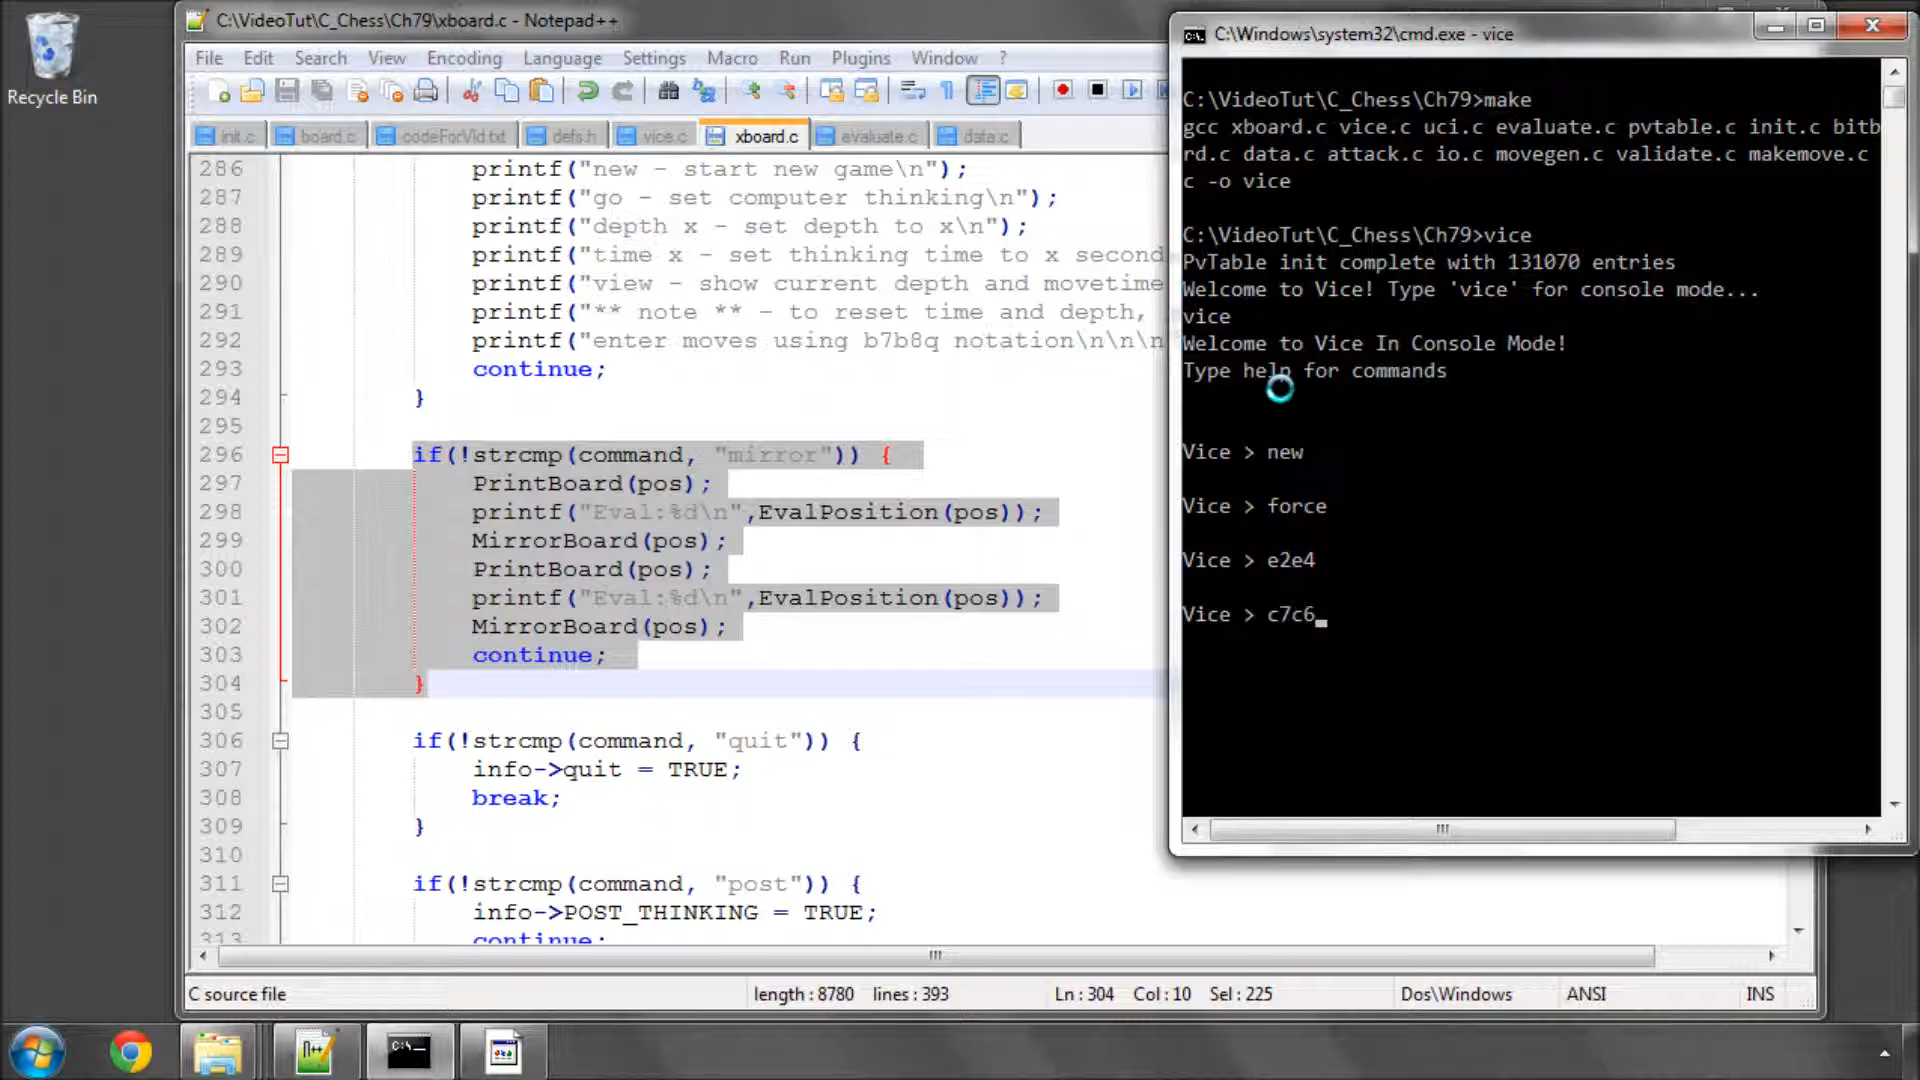 Recycle Bin
C:\VideoTut\C_Chess\Ch79\xboard.c - Notepad++
File Edit Search View Encoding Language Settings Macro Run Plugins Window ?
init.c board.c codeForVid.txt defs.h vice.c xboard.c evaluate.c data.c
286 printf("new - start new game\n");
287 printf("go - set computer thinking\n");
288 printf("depth x - set depth to x\n");
289 printf("time x - set thinking time to x second
290 printf("view - show current depth and movetime
291 printf("** note ** - to reset time and depth,
292 printf("enter moves using b7b8q notation\n\n\n
293 continue;
294 }
295
296 if(!strcmp(command, "mirror")) {
297 PrintBoard(pos);
298 printf("Eval:%d\n",EvalPosition(pos));
299 MirrorBoard(pos);
300 PrintBoard(pos);
301 printf("Eval:%d\n",EvalPosition(pos));
302 MirrorBoard(pos);
303 continue;
304 }
305
306 if(!strcmp(command, "quit")) {
307 info->quit = TRUE;
308 break;
309 }
310
311 if(!strcmp(command, "post")) {
312 info->POST_THINKING = TRUE;
313 continue;
C source file length : 8780 lines : 393 Ln : 304 Col : 10 Sel : 225 Dos\Windows ANSI INS
C:\Windows\system32\cmd.exe - vice
C:\VideoTut\C_Chess\Ch79>make
gcc xboard.c vice.c uci.c evaluate.c pvtable.c init.c bitb
rd.c data.c attack.c io.c movegen.c validate.c makemove.c
c -o vice
C:\VideoTut\C_Chess\Ch79>vice
PvTable init complete with 131070 entries
Welcome to Vice! Type 'vice' for console mode...
vice
Welcome to Vice In Console Mode!
Type help for commands
Vice > new
Vice > force
Vice > e2e4
Vice > c7c6_